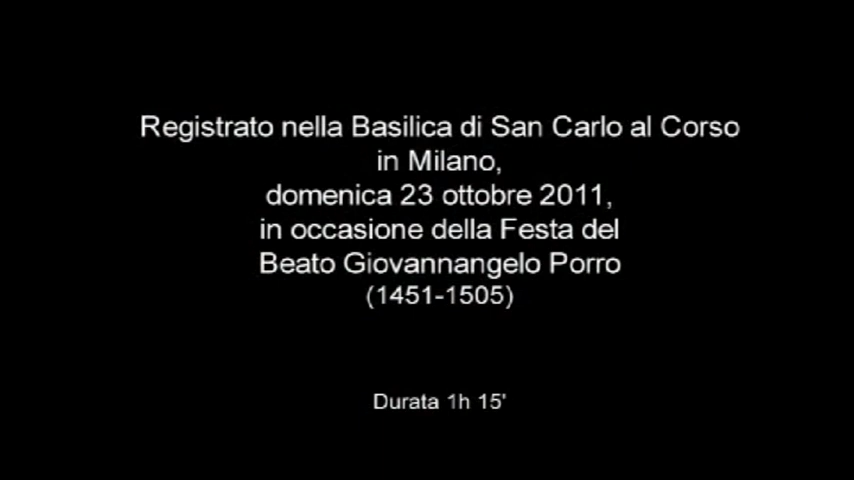 Registrato nella Basilica di San Carlo al Corso
in Milano,
domenica 23 ottobre 2011,
in occasione della Festa del
Beato Giovannangelo Porro
(1451-1505)
Durata 1h 15'